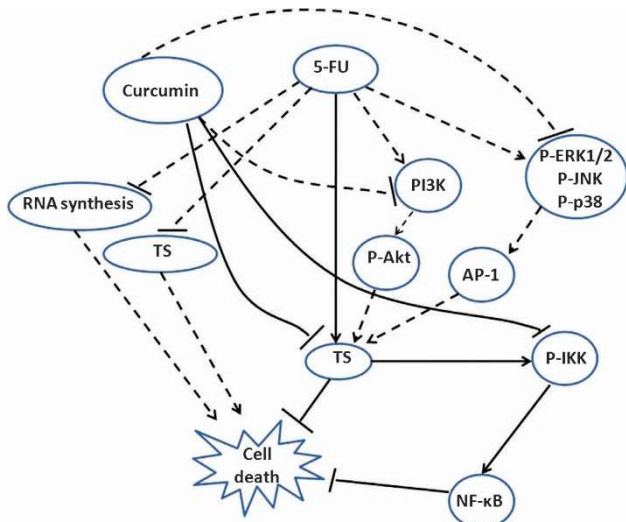 5-FU
Curcumin
P-ERK1/2
P-JNK
P-p38
PI3K
RNA synthesis
TS
P-Akt
AP-1
TS
P-IKK
Cell
death
NF-κB